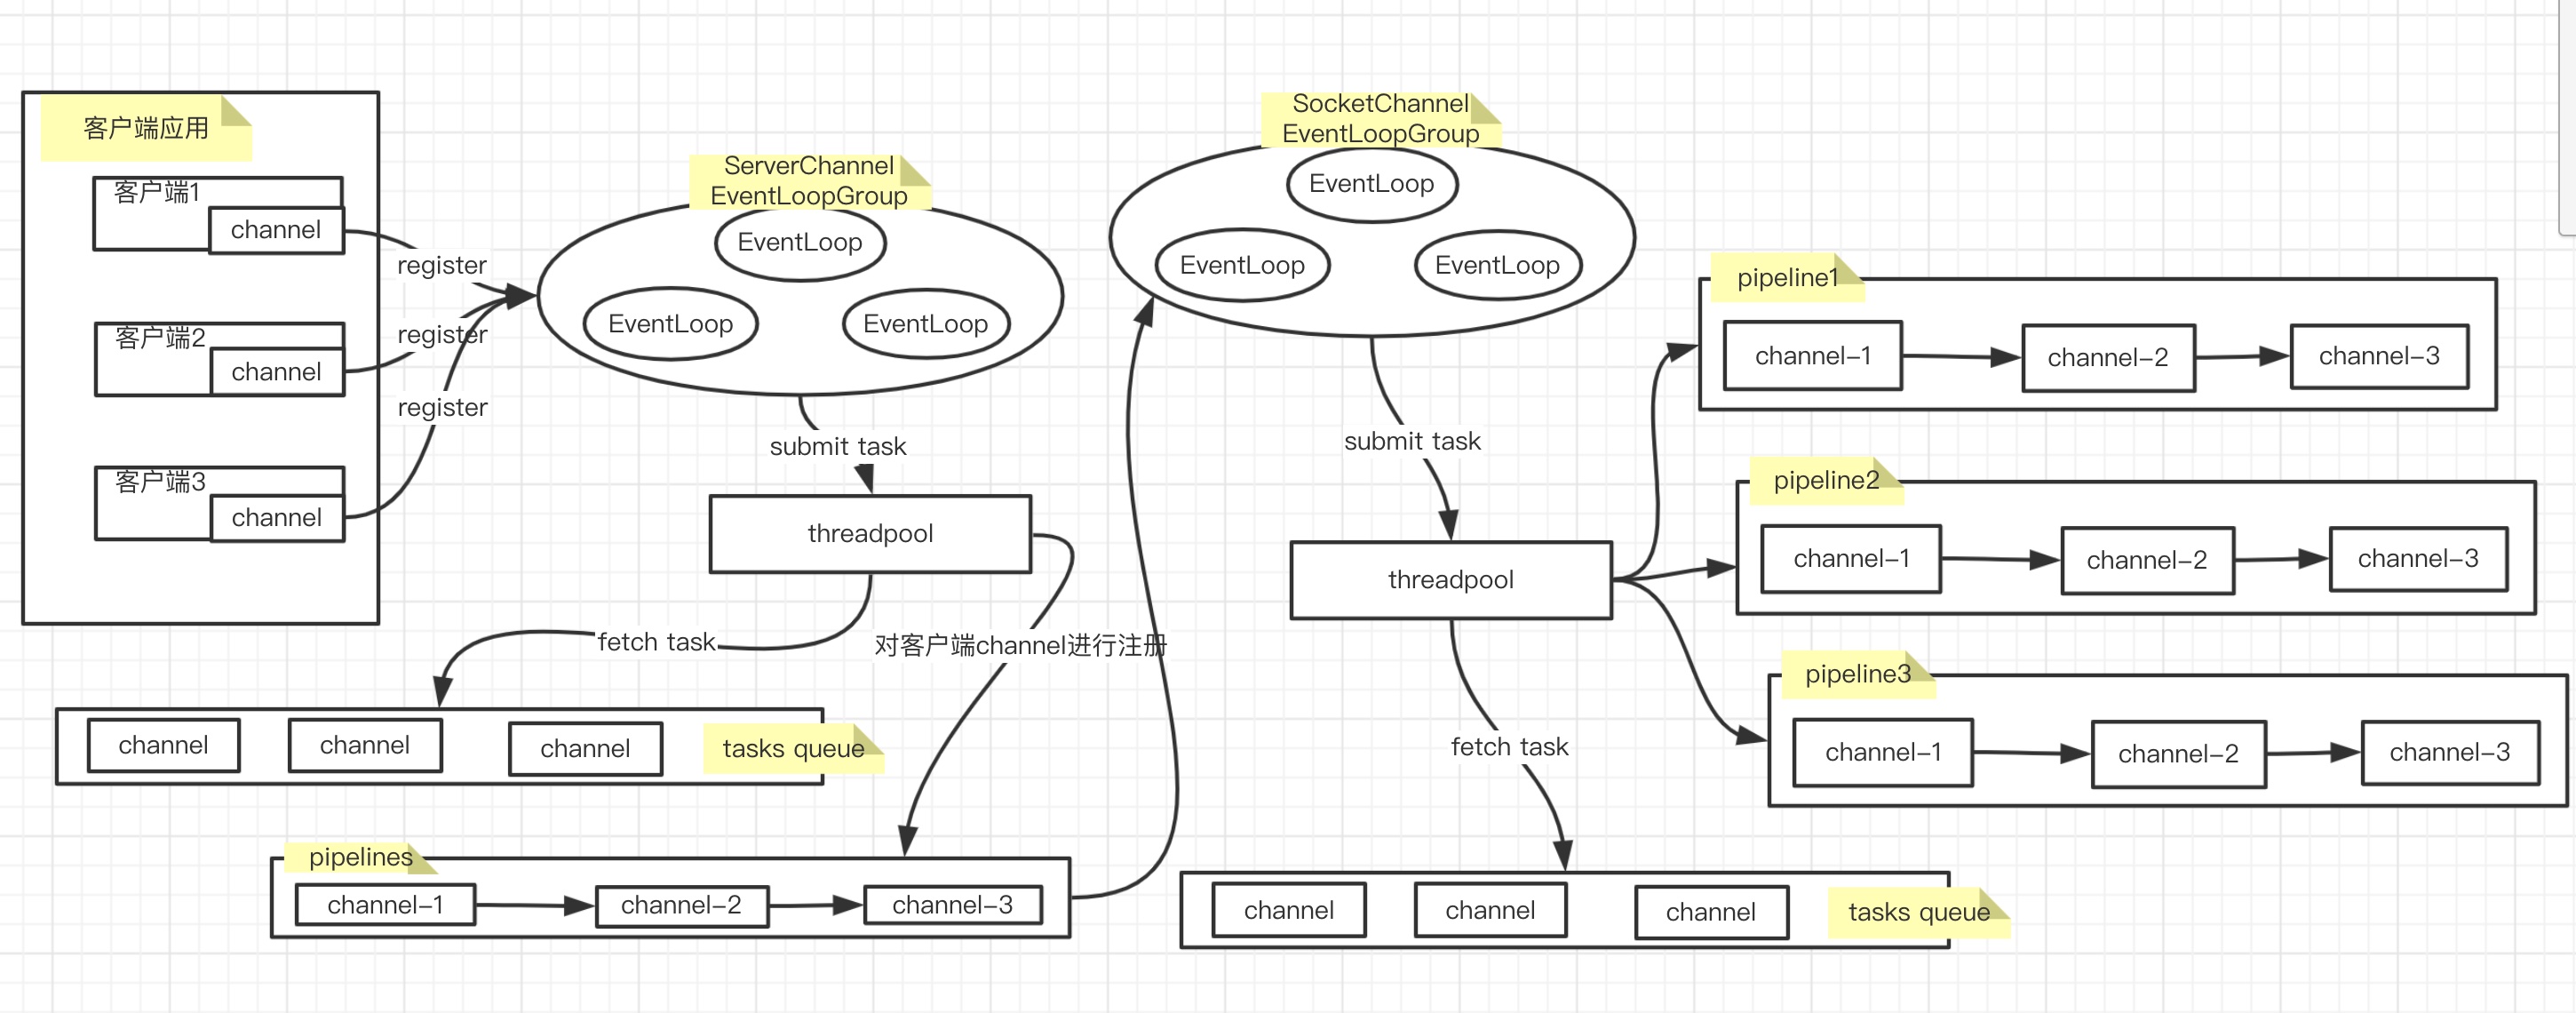 客户端应用
客户端1
channel
客户端2
channel
客户端3
channel
register
register
register
ServerChannel
EventLoopGroup
EventLoop
EventLoop
EventLoop
submit task
threadpool
fetch task
对客户端channel进行注册
channel
channel
channel
tasks queue
pipelines
channel-1
channel-2
channel-3
SocketChannel
EventLoopGroup
EventLoop
EventLoop
EventLoop
submit task
threadpool
fetch task
channel
channel
channel
tasks queue
pipeline1
channel-1
channel-2
channel-3
pipeline2
channel-1
channel-2
channel-3
pipeline3
channel-1
channel-2
channel-3